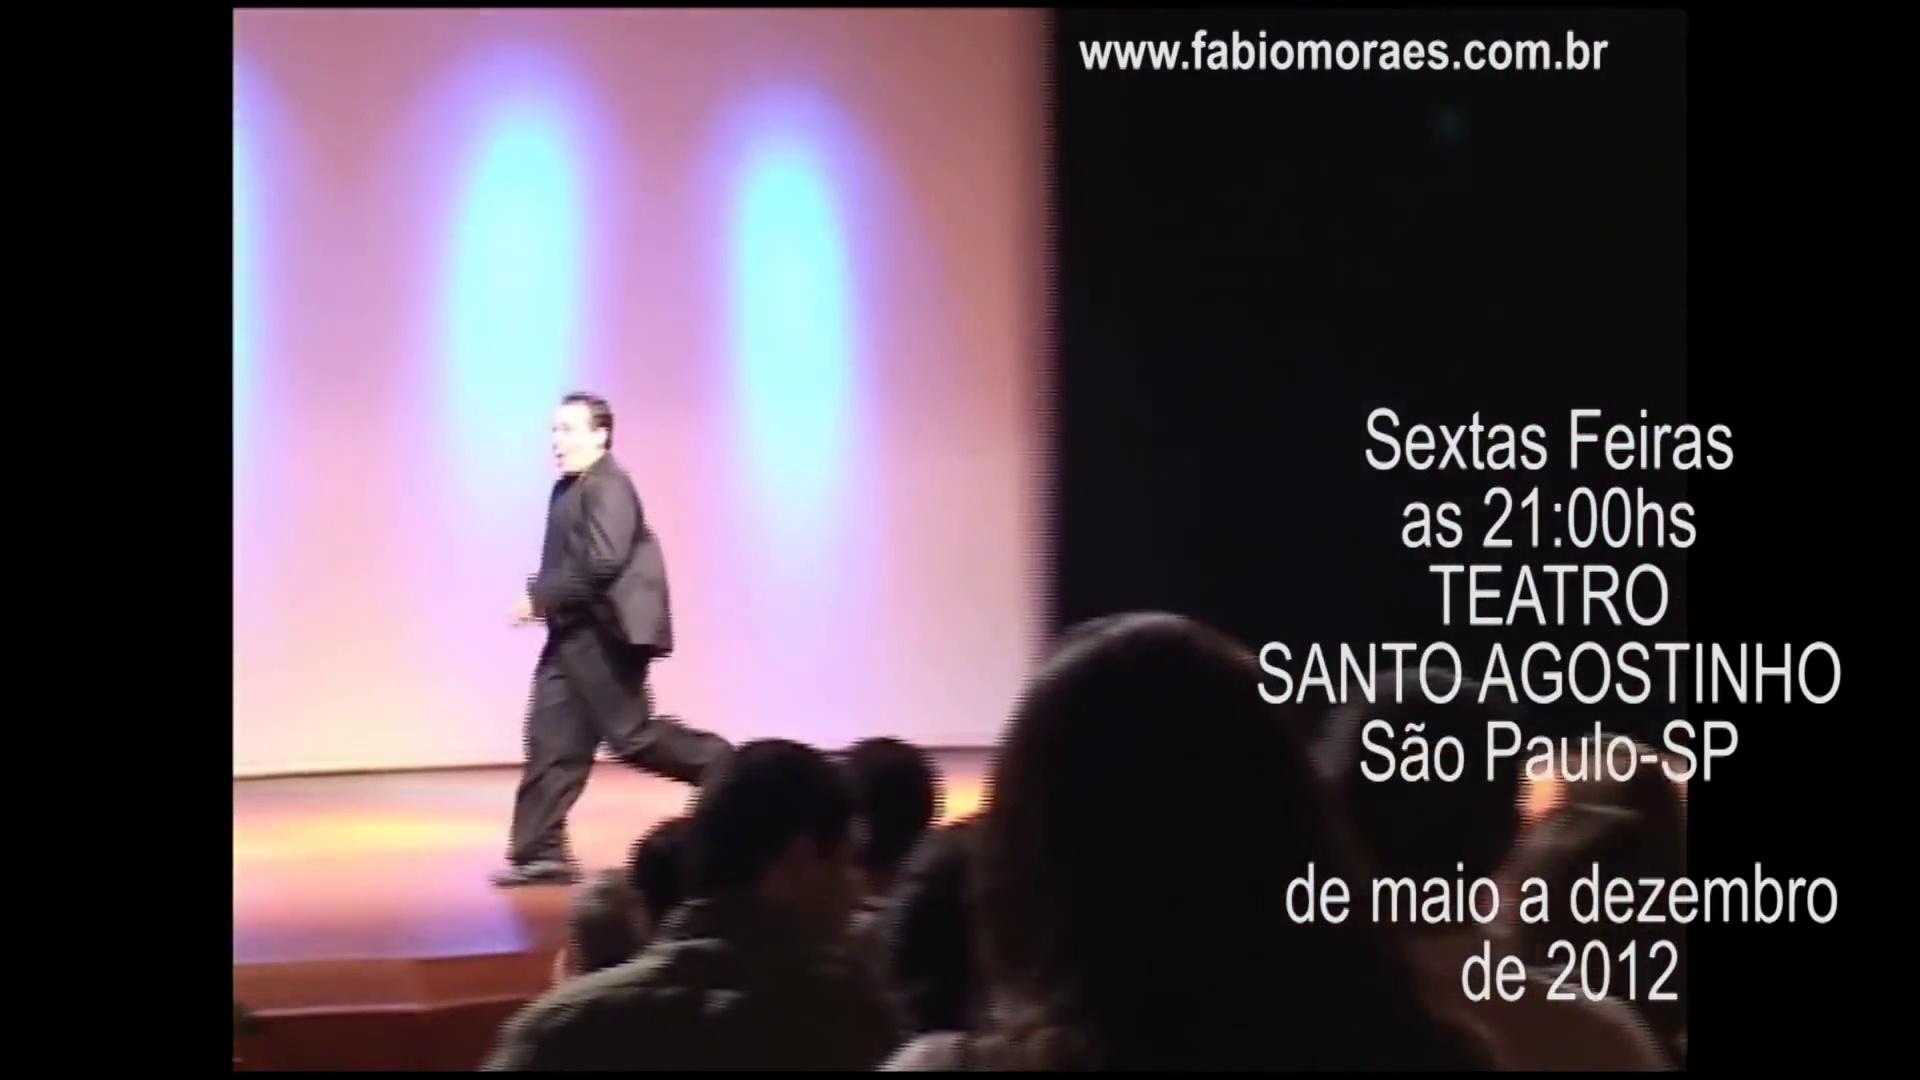 www.fabiomoraes.com.br
Sextas Feiras
as 21:00hs
TEATRO
SANTO AGOSTINHO
São Paulo-SP
de maio a dezembro
de 2012